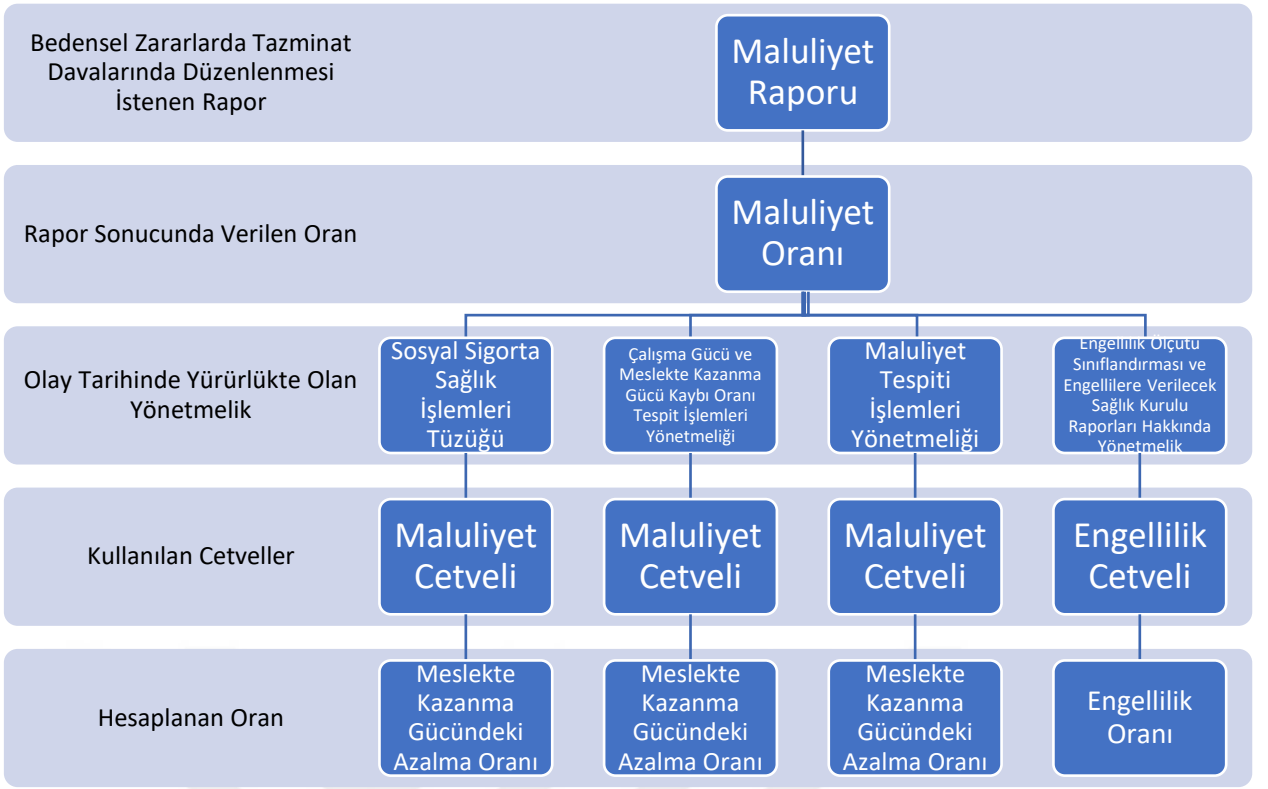 Bedensel Zararlarda Tazminat
Davalarında Düzenlenmesi
İstenen Rapor
Maluliyet
Raporu
Rapor Sonucunda Verilen Oran
Maluliyet
Oranı
Olay Tarihinde Yürürlükte Olan
Yönetmelik
Sosyal Sigorta
Sağlık
İşlemleri
Tüzüğü
Çalışma Gücü ve
Meslekte Kazanma
Gücü Kaybı Oranı
Tespit İşlemleri
Yönetmeliği
Maluliyet
Tespiti
İşlemleri
Yönetmeliği
Engellilik Ölçütü
Sınıflandırması ve
Engellilere Verilecek
Sağlık Kurulu
Raporları Hakkında
Yönetmelik
Kullanılan Cetveller
Maluliyet
Cetveli
Maluliyet
Cetveli
Maluliyet
Cetveli
Engellilik
Cetveli
Hesaplanan Oran
Meslekte
Kazanma
Gücündeki
Azalma Oranı
Meslekte
Kazanma
Gücündeki
Azalma Oranı
Meslekte
Kazanma
Gücündeki
Azalma Oranı
Engellilik
Oranı